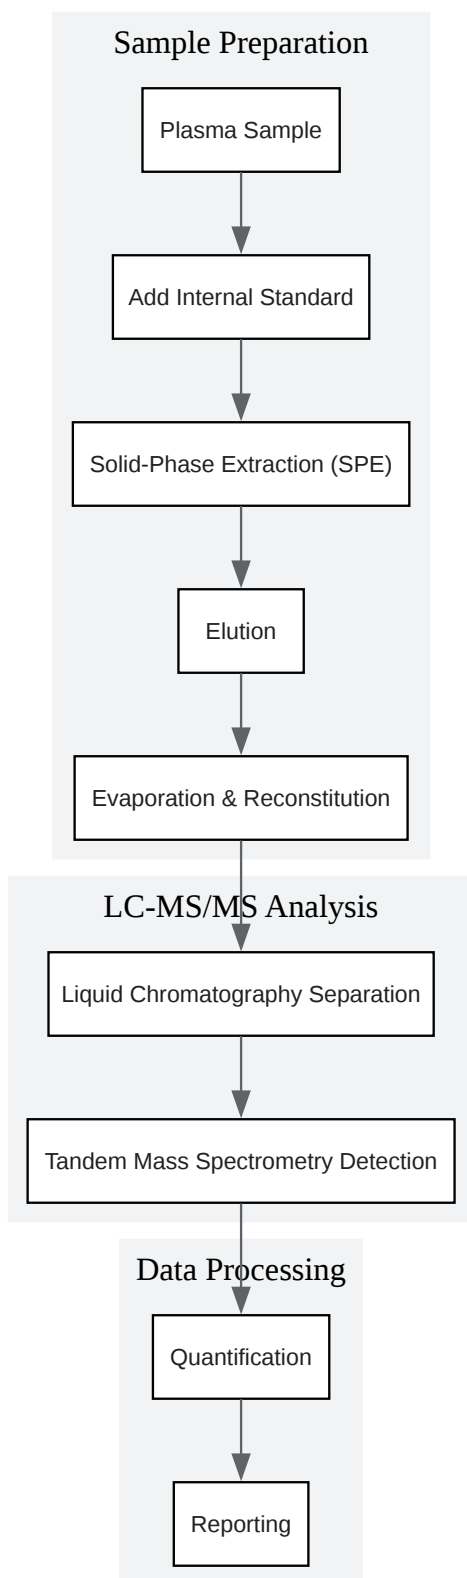 Sample Preparation
Plasma Sample
Add Internal Standard
Solid-Phase Extraction (SPE)
Elution
Evaporation & Reconstitution
LC-MS/MS Analysis
Liquid Chromatography Separation
Tandem Mass Spectrometry Detection
Data Processing
Quantification
Reporting